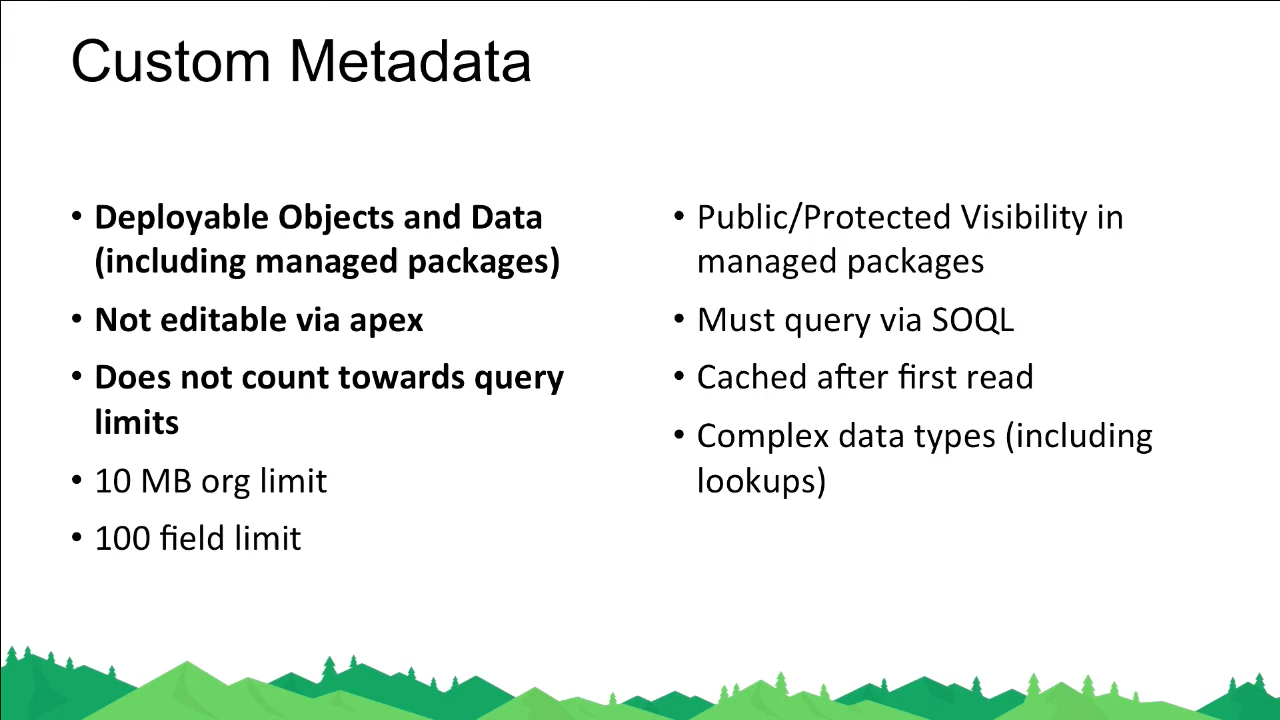 Custom Metadata
• Deployable Objects and Data
(including managed packages)
• Not editable via apex
• Does not count towards query
limits
• 10 MB org limit
• 100 field limit
• Public/Protected Visibility in
managed packages
• Must query via SOQL
• Cached after first read
• Complex data types (including
lookups)